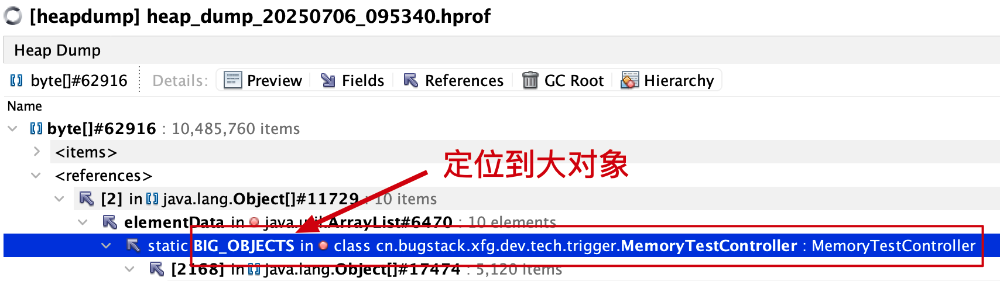 [heapdump] heap_dump_20250706_095340.hprof
Heap Dump
byte[]#62916 Details: Preview Fields References GC Root Hierarchy
Name
byte[]#62916 : 10,485,760 items
<items>
定位到大对象
<references>
[2] in java.lang.Object[]#11729 : 10 items
elementData in java.util.ArrayList#6470 : 10 elements
static BIG_OBJECTS in class cn.bugstack.xfg.dev.tech.trigger.MemoryTestController : MemoryTestController
[2168] in java.lang.Object[]#17474 : 5,120 items